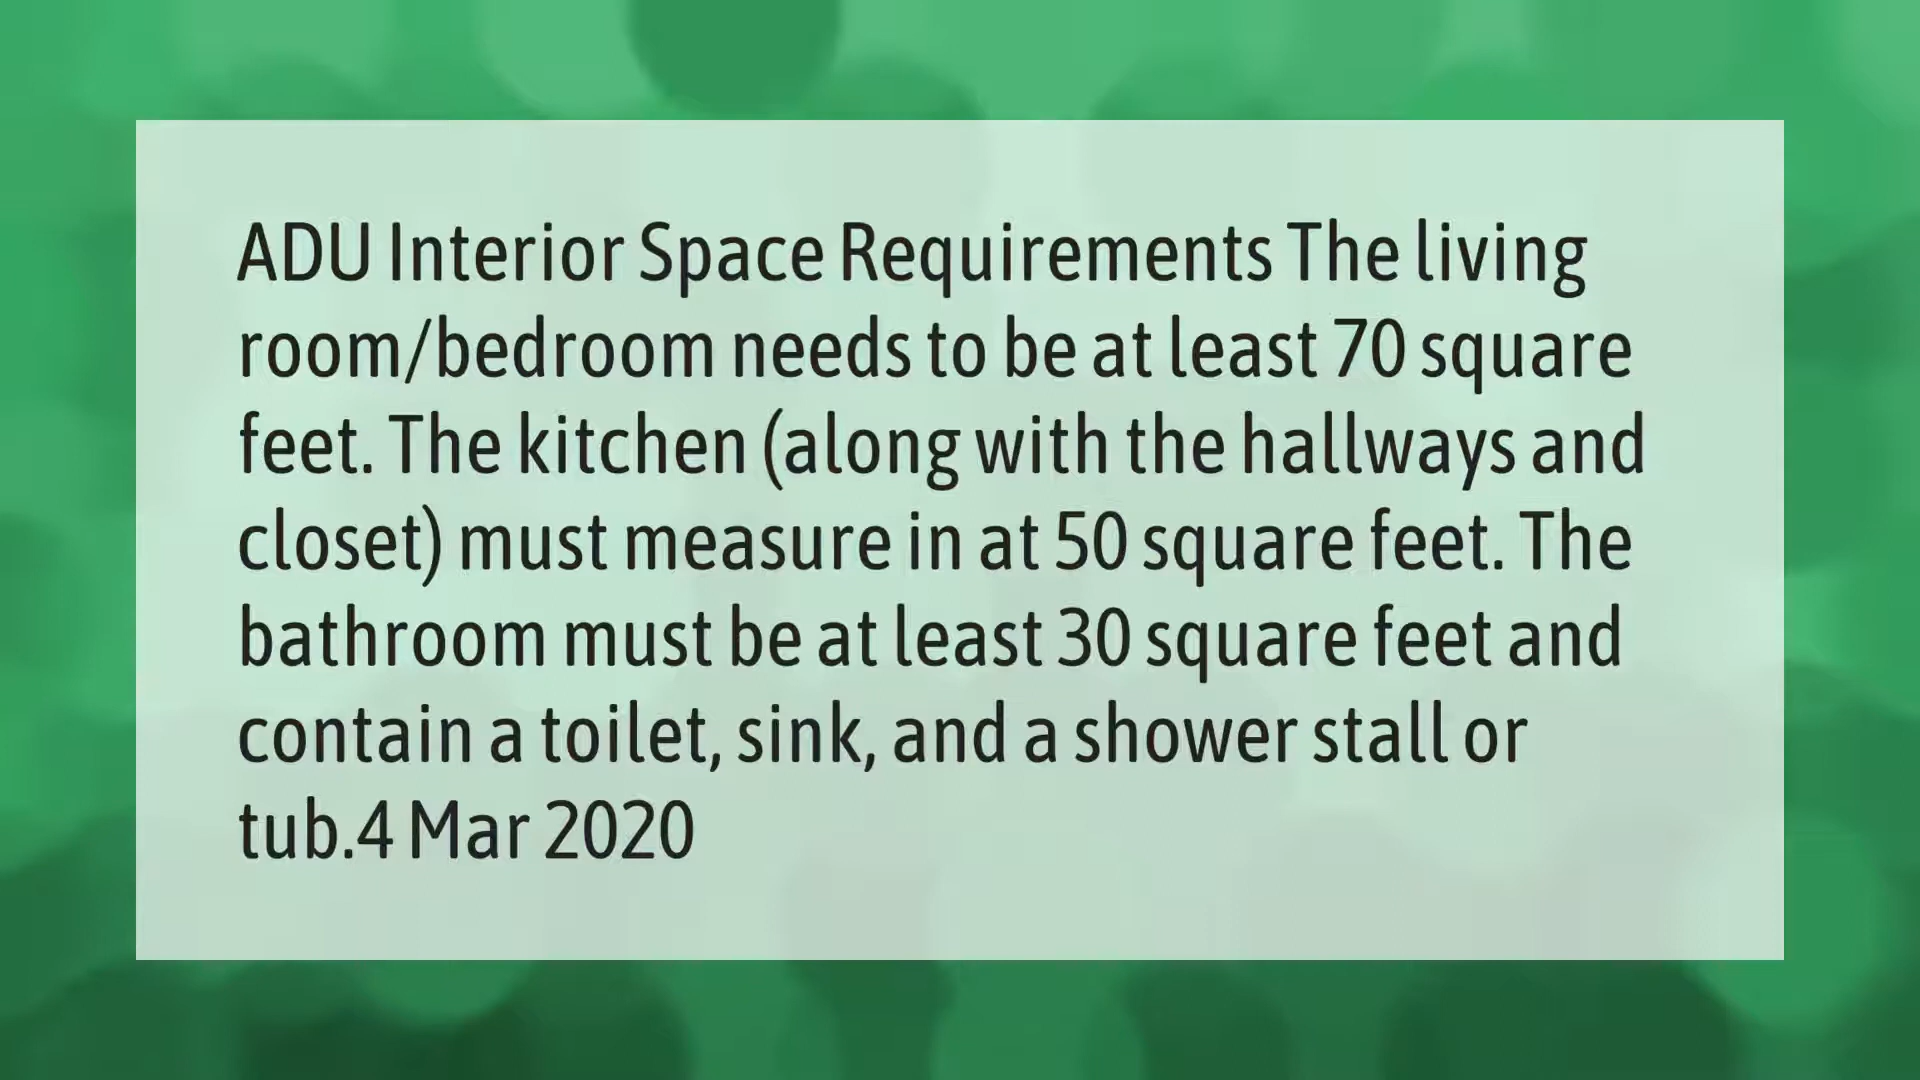 ADU Interior Space Requirements The living
room/bedroom needs to be at least 70 square
feet. The kitchen (along with the hallways and
closet) must measure in at 50 square feet. The
bathroom must be at least 30 square feet and
contain a toilet, sink, and a shower stall or
tub.4 Mar 2020